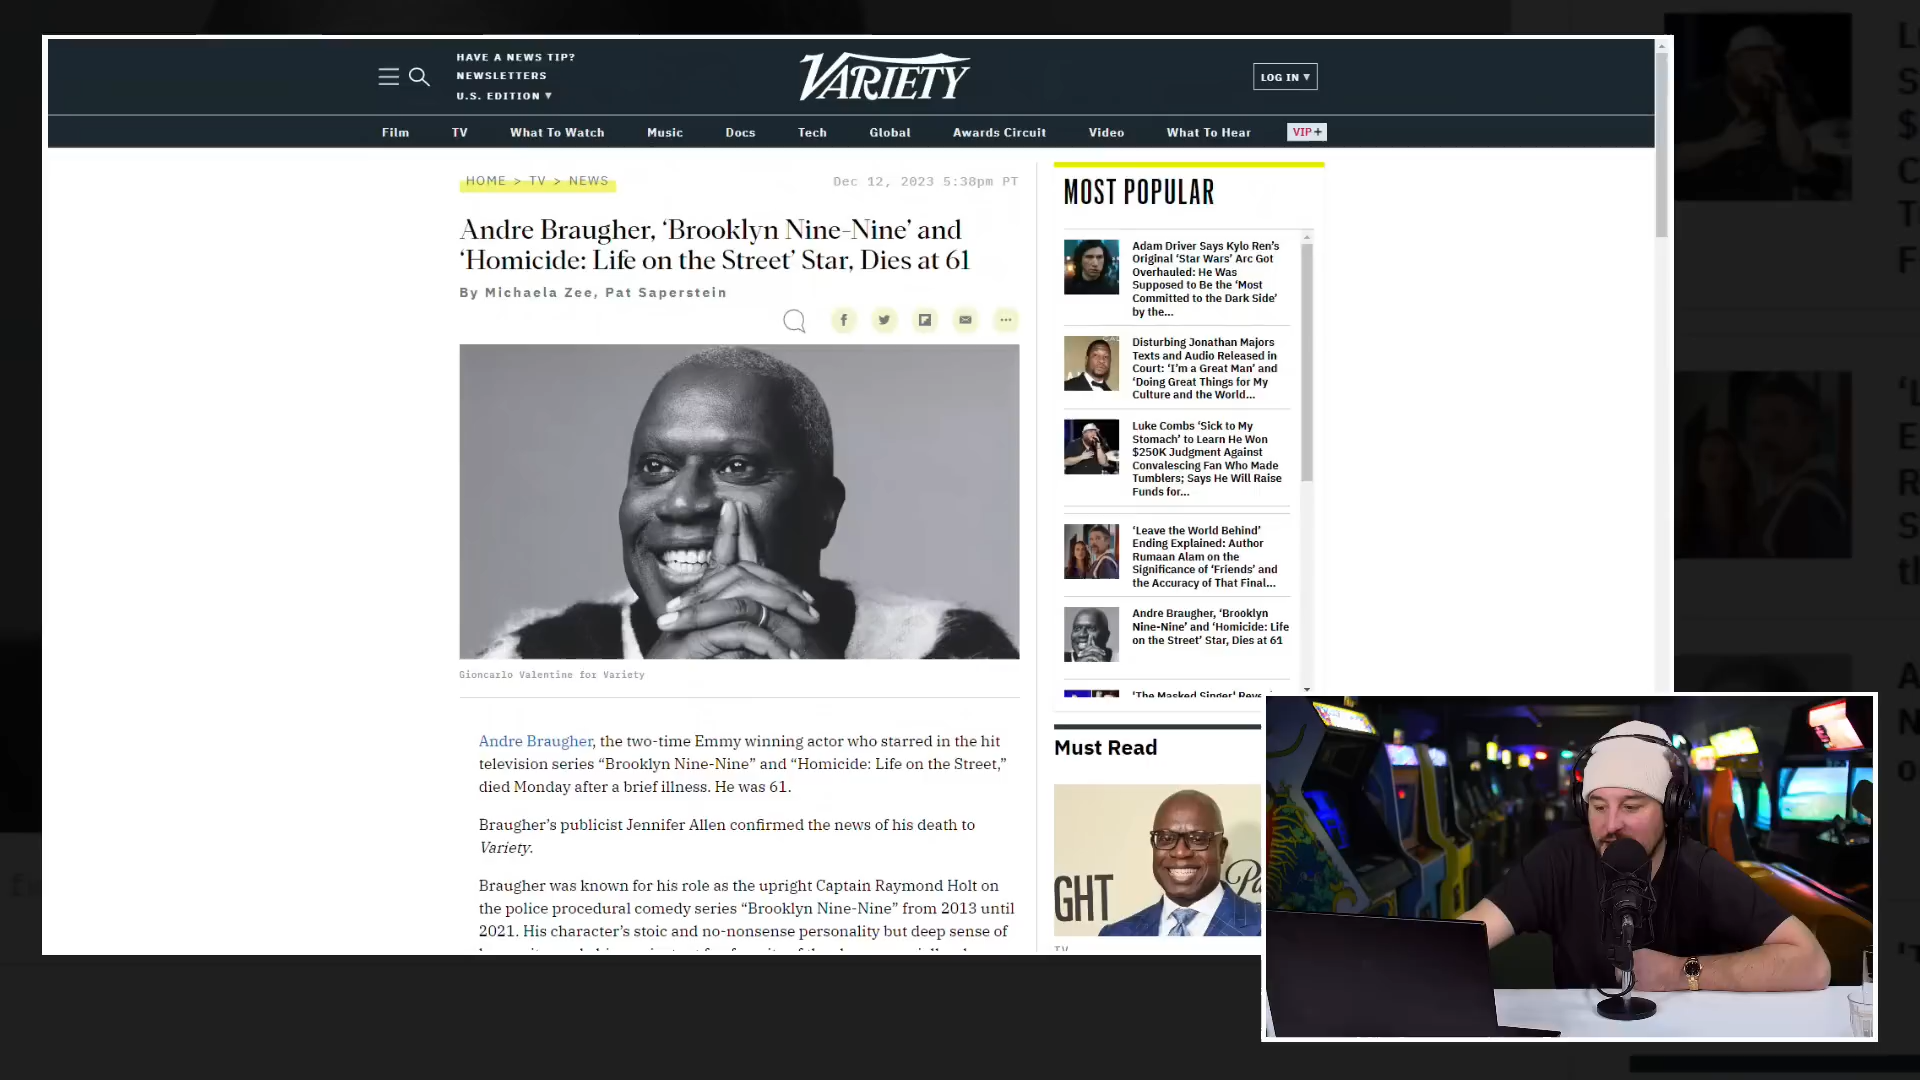 HAVE A NEWS TIP?
NEWSLETTERS
U.S. EDITION ▼
VARIETY
LOG IN ▼
Film TV What To Watch Music Docs Tech Global Awards Circuit Video What To Hear VIP+
HOME > TV > NEWS
Dec 12, 2023 5:38pm PT
Andre Braugher, ‘Brooklyn Nine-Nine’ and
‘Homicide: Life on the Street’ Star, Dies at 61
By Michaela Zee, Pat Saperstein
Gioncarlo Valentine for Variety
Andre Braugher, the two-time Emmy winning actor who starred in the hit
television series “Brooklyn Nine-Nine” and “Homicide: Life on the Street,”
died Monday after a brief illness. He was 61.
Braugher’s publicist Jennifer Allen confirmed the news of his death to
Variety.
Braugher was known for his role as the upright Captain Raymond Holt on
the police procedural comedy series “Brooklyn Nine-Nine” from 2013 until
2021. His character’s stoic and no-nonsense personality but deep sense of
MOST POPULAR
Adam Driver Says Kylo Ren’s
Original ‘Star Wars’ Arc Got
Overhauled: He Was
Supposed to Be the ‘Most
Committed to the Dark Side’
by the...
Disturbing Jonathan Majors
Texts and Audio Released in
Court: ‘I’m a Great Man’ and
‘Doing Great Things for My
Culture and the World...
Luke Combs ‘Sick to My
Stomach’ to Learn He Won
$250K Judgment Against
Convalescing Fan Who Made
Tumblers; Says He Will Raise
Funds for...
‘Leave the World Behind’
Ending Explained: Author
Rumaan Alam on the
Significance of ‘Friends’ and
the Accuracy of That Final...
Andre Braugher, ‘Brooklyn
Nine-Nine’ and ‘Homicide: Life
on the Street’ Star, Dies at 61
‘The Masked Singer’
Must Read
GHT
TV